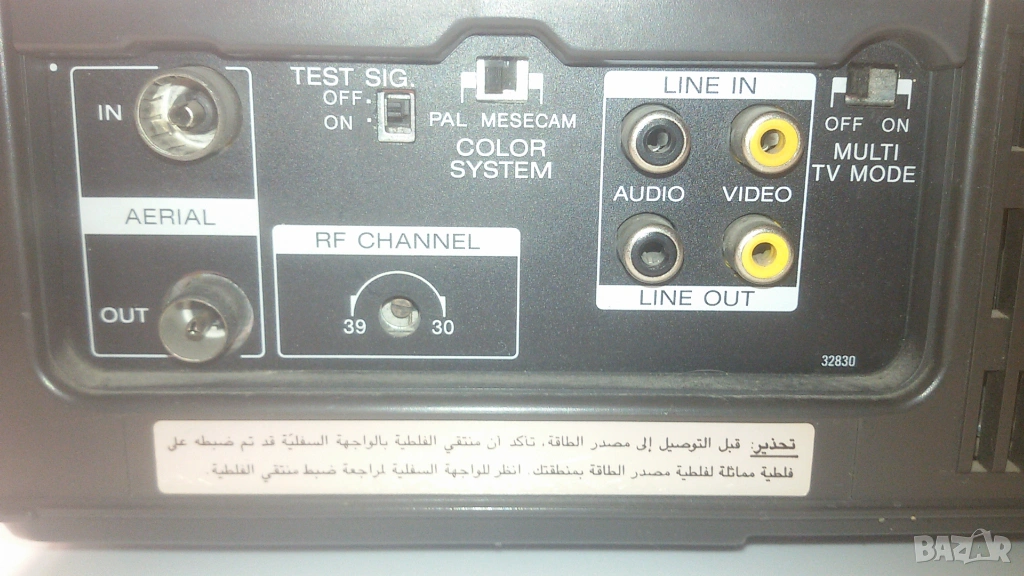 IN
AERIAL
OUT
TEST SIG
OFF
ON
PAL MESECAM
COLOR
SYSTEM
RF CHANNEL
39 30
LINE IN
AUDIO VIDEO
LINE OUT
OFF ON
MULTI
TV MODE
32830
تحذير: قبل التوصيل إلى مصدر الطاقة، تأكد أن منتقي الفلطية بالواجهة السفليّة قد تم ضبطه على
فلطية مماثلة لفلطية مصدر الطاقة بمنطقتك. انظر للواجهة السفلية لمراجعة ضبط منتقي الفلطية.
BAZAR